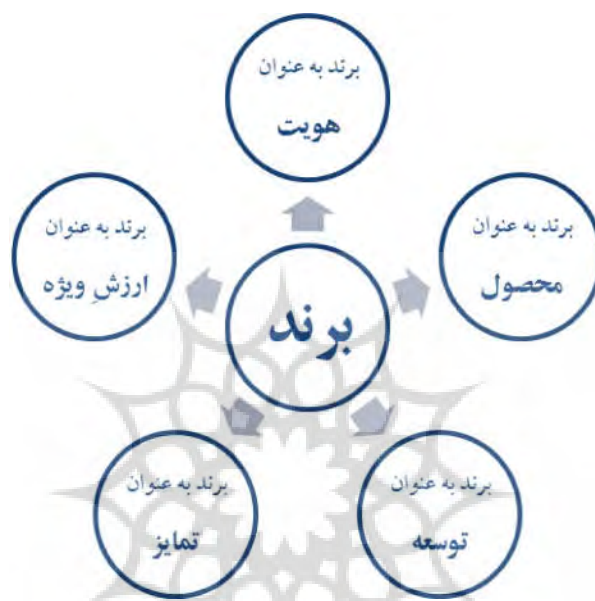 برند به عنوان
هویت
برند به عنوان
محصول
برند به عنوان
ارزشِ ویژه
برند
برند به عنوان
توسعه
برند به عنوان
تمایز